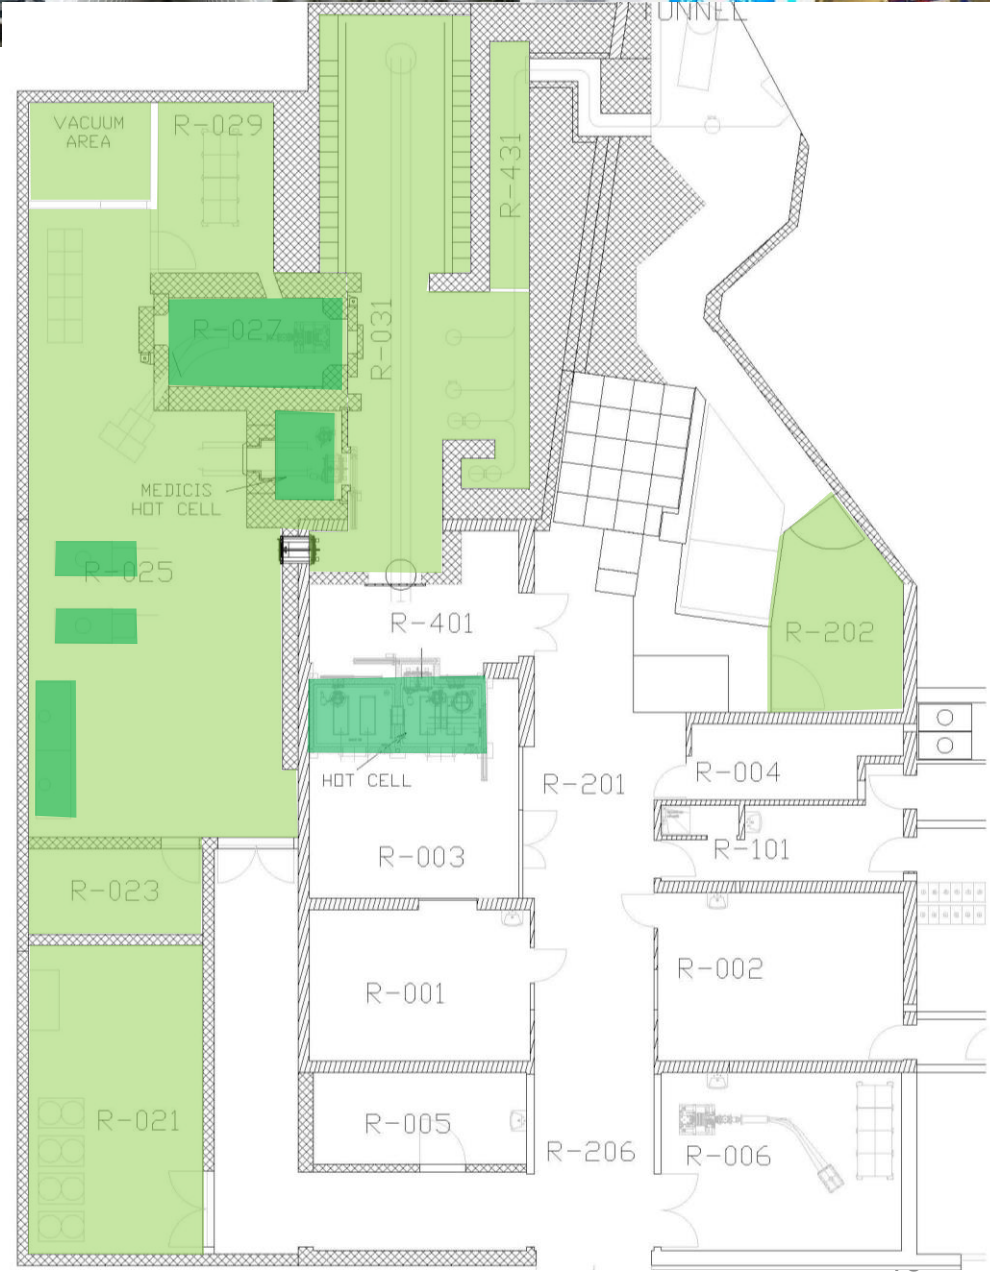 UNNEL
VACUUM
AREA
R-029
R-431
R-027
R-031
MEDICIS
HOT CELL
R-025
R-401
R-202
HOT CELL
R-201
R-004
R-003
R-101
R-001
R-002
R-021
R-023
R-005
R-206
R-006